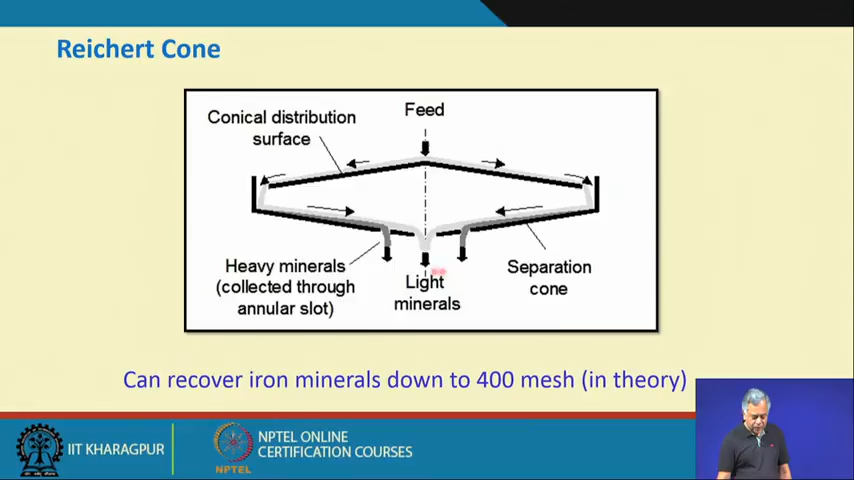 Reichert Cone
Feed
Conical distribution
surface
Heavy minerals
(collected through
annular slot)
Light
minerals
Separation
cone
Can recover iron minerals down to 400 mesh (in theory)
IIT KHARAGPUR
NPTEL
NPTEL ONLINE
CERTIFICATION COURSES